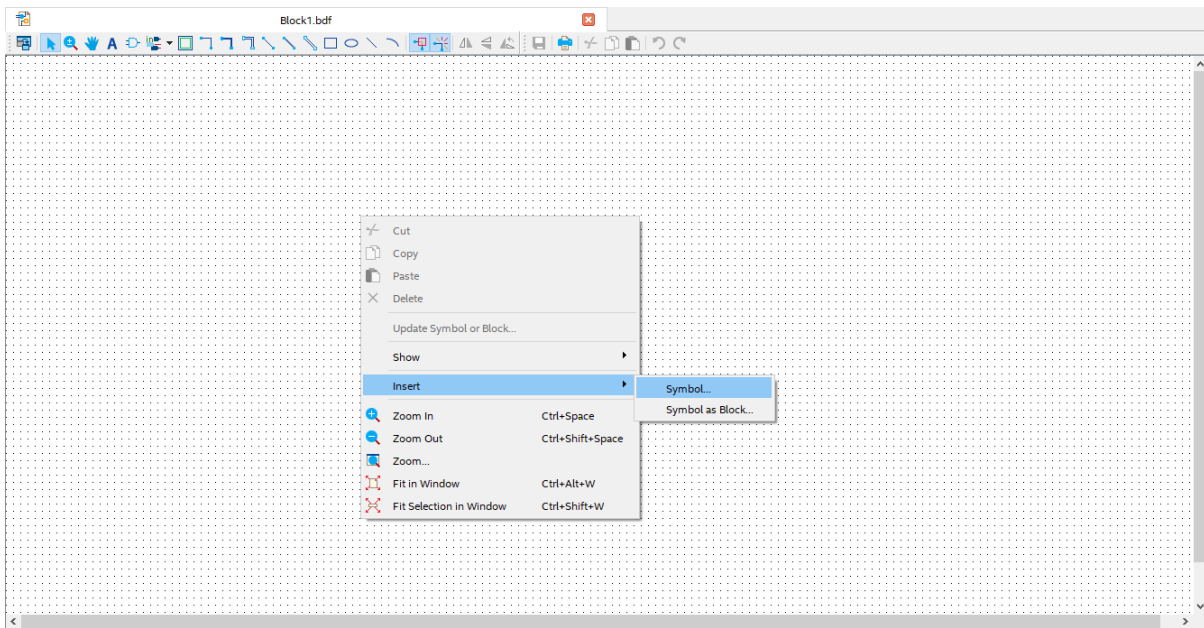 Block1.bdf
A
Cut
Copy
Paste
Delete
Update Symbol or Block...
Show
Insert
Symbol...
Symbol as Block...
Zoom In Ctrl+Space
Zoom Out Ctrl+Shift+Space
Zoom...
Fit in Window Ctrl+Alt+W
Fit Selection in Window Ctrl+Shift+W